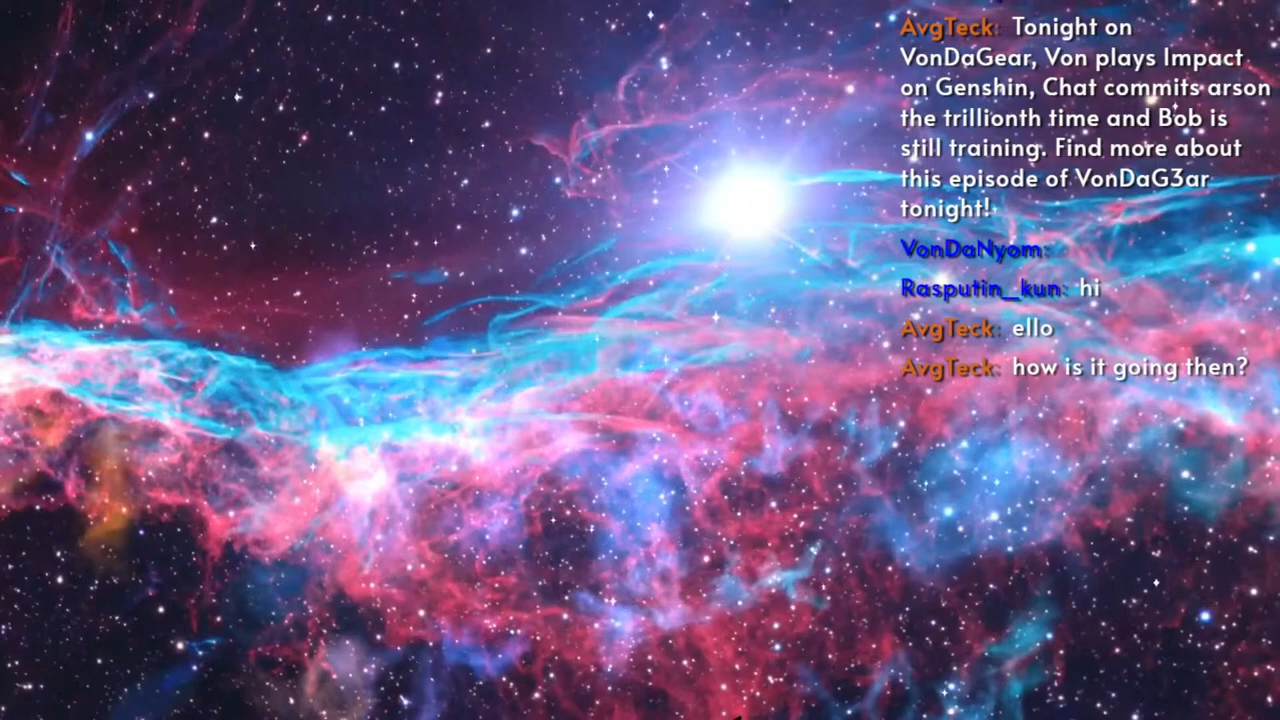 AvgTeck: Tonight on
VonDaGear, Von plays Impact
on Genshin, Chat commits arson
the trillionth time and Bob is
still training. Find more about
this episode of VonDaG3ar
tonight!
VonDaNyom:
Rasputin_kun: hi
AvgTeck: ello
AvgTeck: how is it going then?